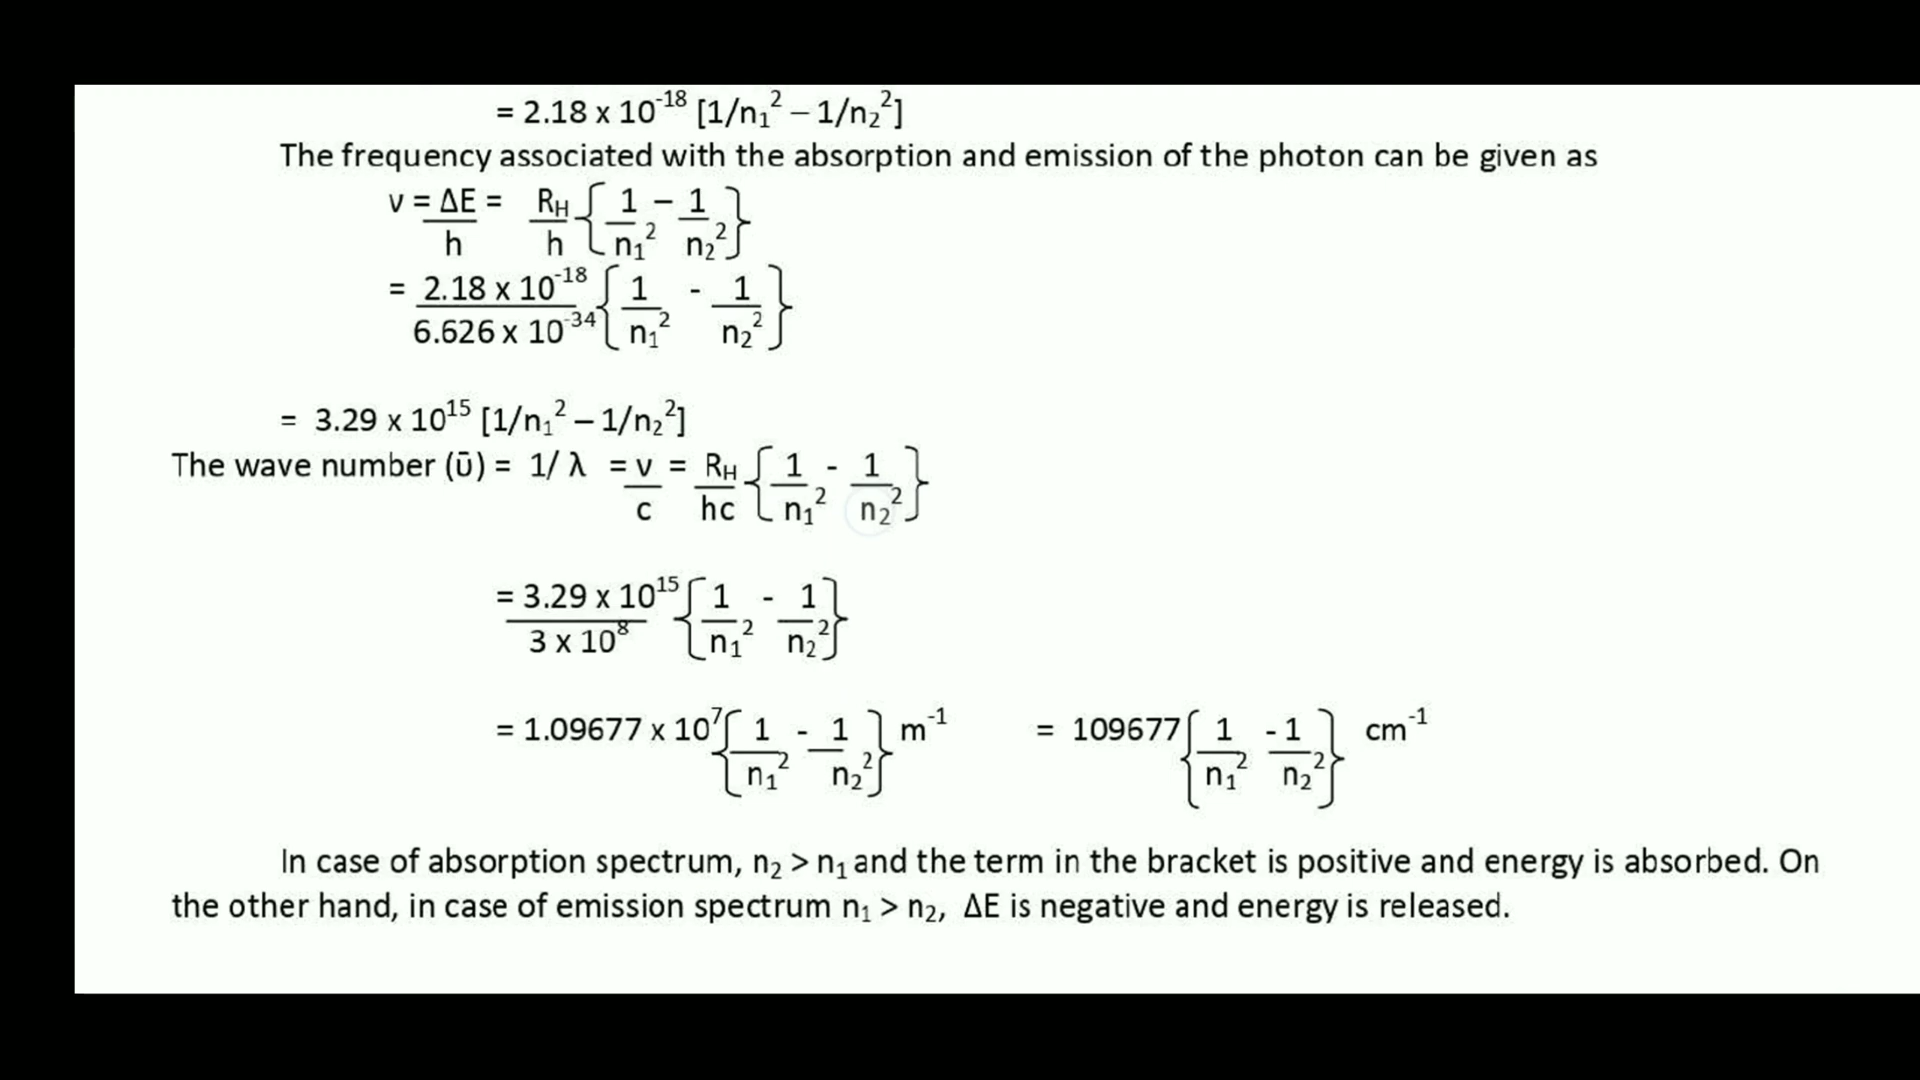 = 2.18 x 10⁻¹⁸ [1/n₁² – 1/n₂²]
The frequency associated with the absorption and emission of the photon can be given as
ν = ΔE = R_H { 1 – 1 }
h h n₁² n₂²
= 2.18 x 10⁻¹⁸ { 1 - 1 }
6.626 x 10⁻³⁴ n₁² n₂²
= 3.29 x 10¹⁵ [1/n₁² – 1/n₂²]
The wave number (ū) = 1/ λ = ν = R_H { 1 - 1 }
c hc n₁² n₂²
= 3.29 x 10¹⁵ { 1 - 1 }
3 x 10⁸ n₁² n₂²
= 1.09677 x 10⁷ { 1 - 1 } m⁻¹ = 109677 { 1 - 1 } cm⁻¹
n₁² n₂² n₁² n₂²
In case of absorption spectrum, n₂ > n₁ and the term in the bracket is positive and energy is absorbed. On
the other hand, in case of emission spectrum n₁ > n₂, ΔE is negative and energy is released.